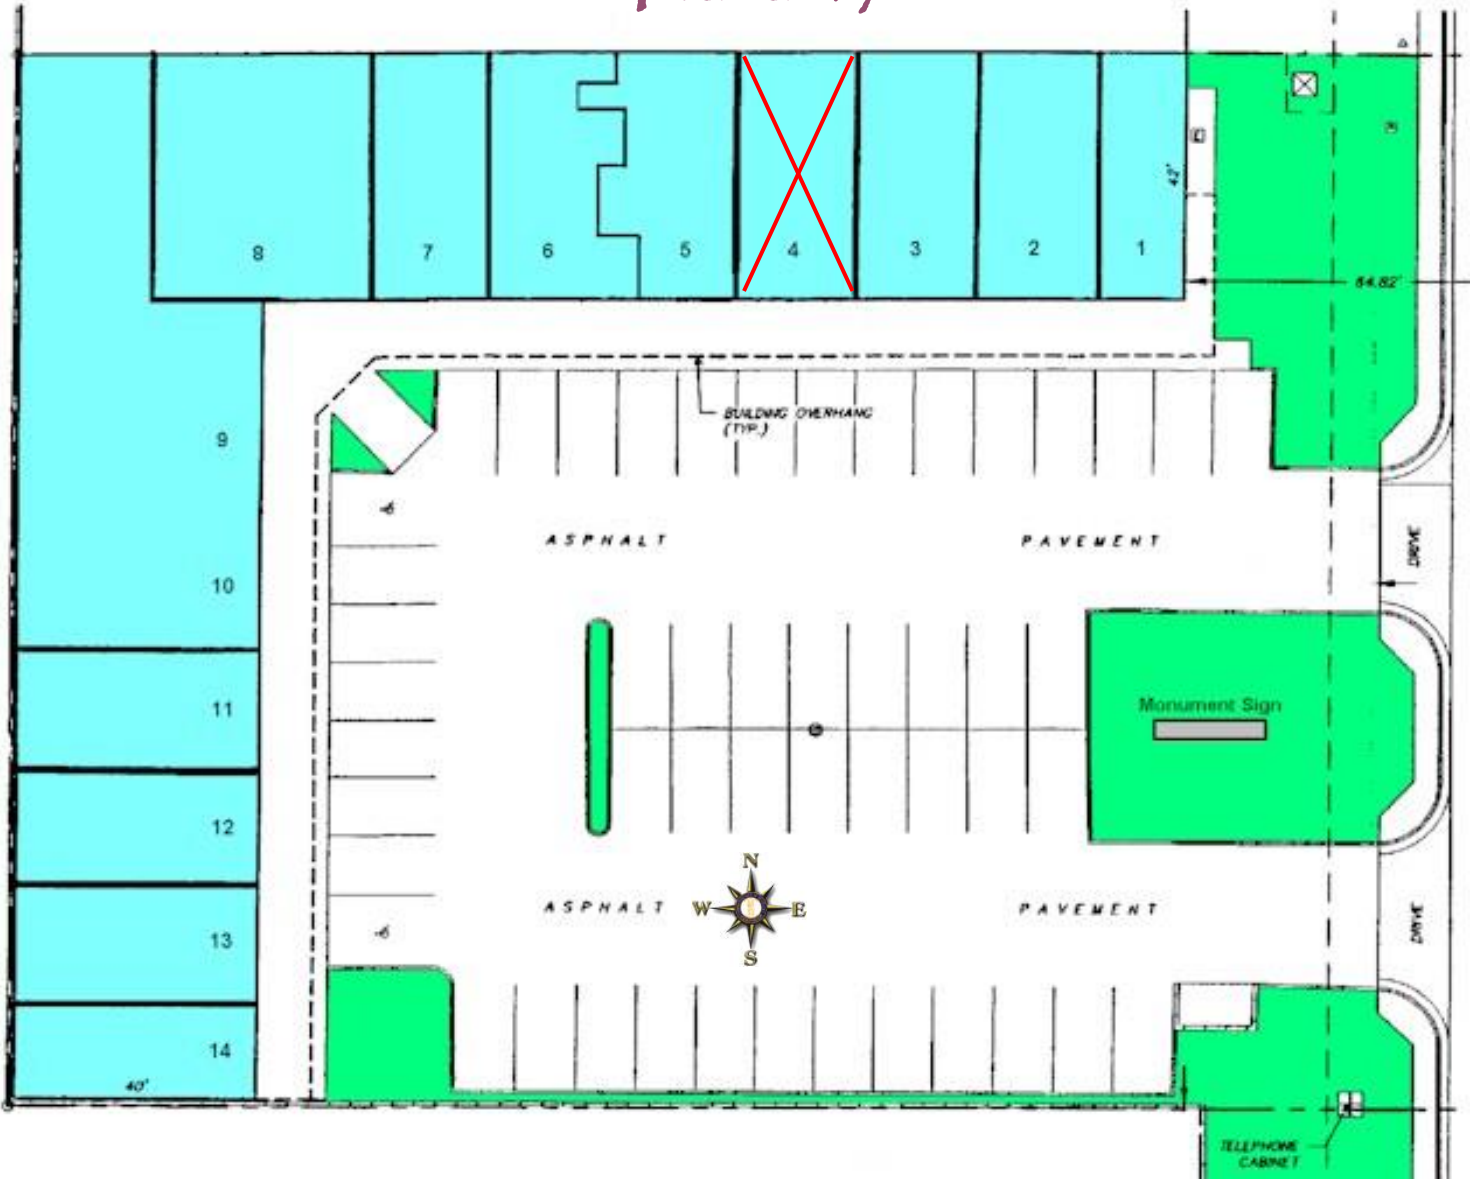 8
7
6
5
4
3
2
1
42'
64.82'
BUILDING OVERHANG
(TYP.)
9
ASPHALT
PAVEMENT
DRIVE
10
Monument Sign
11
12
N
W
E
S
ASPHALT
PAVEMENT
DRIVE
13
14
40'
TELEPHONE
CABINET